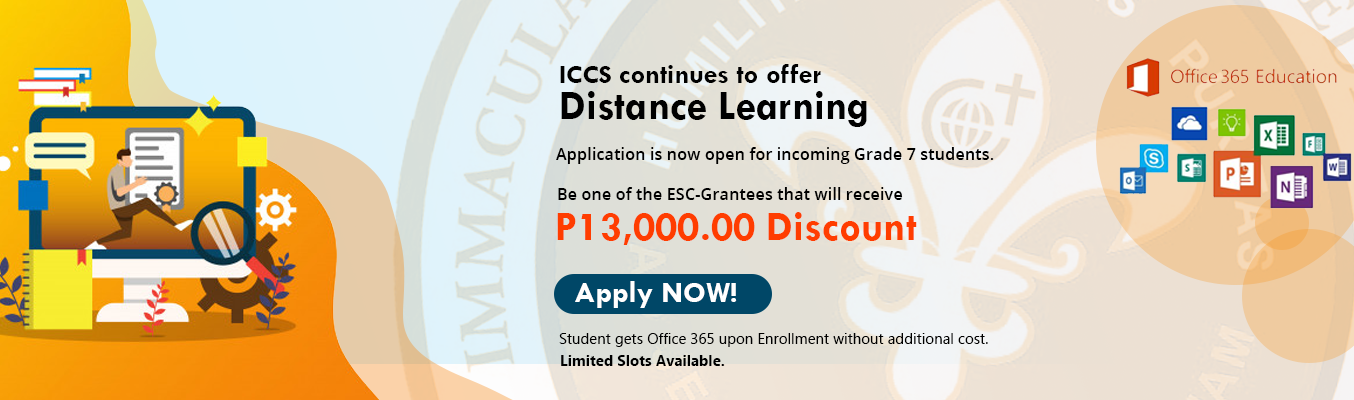 ICCS continues to offer
Distance Learning
Application is now open for incoming Grade 7 students.
Be one of the ESC-Grantees that will receive
P13,000.00 Discount
Apply NOW!
Student gets Office 365 upon Enrollment without additional cost.
Limited Slots Available.
Office 365 Education
IMMACULA
HUMILIT